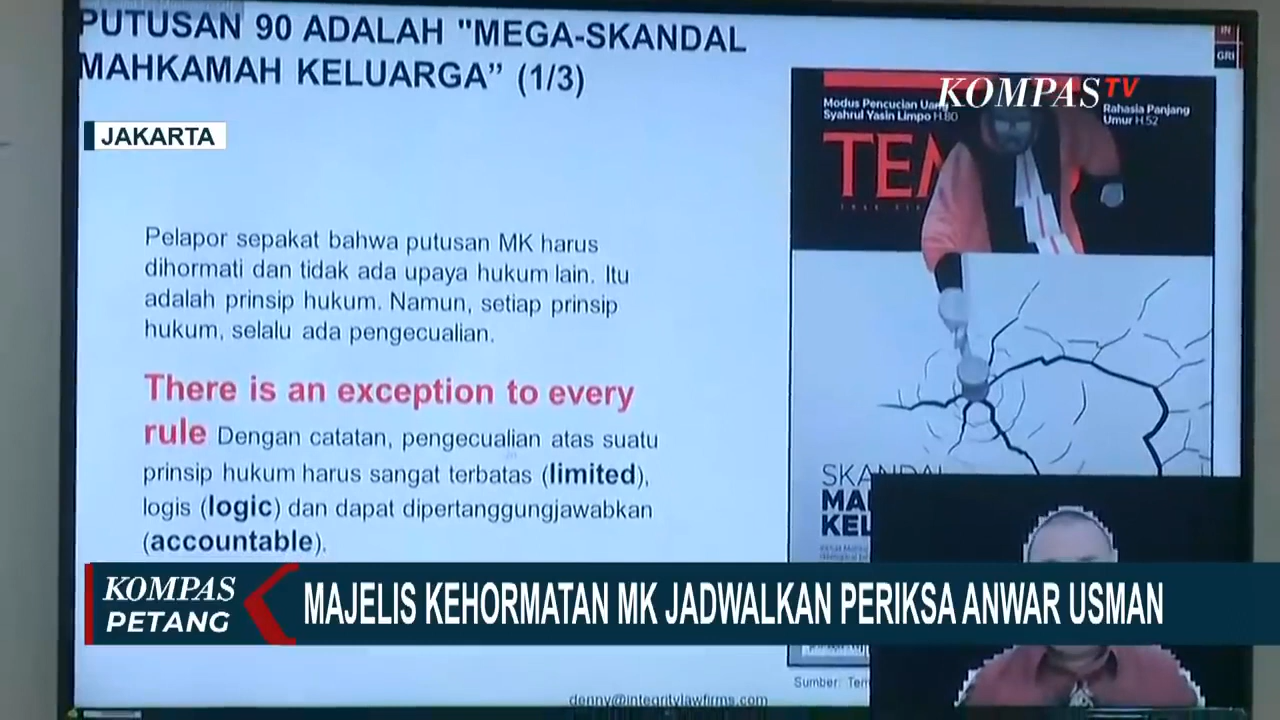 PUTUSAN 90 ADALAH "MEGA-SKANDAL
MAHKAMAH KELUARGA” (1/3)
IN
GRI
KOMPAS TV
JAKARTA
Modus Pencucian Uang
Syahrul Yasin Limpo H.80
Rahasia Panjang
Umur H.52
Pelapor sepakat bahwa putusan MK harus
dihormati dan tidak ada upaya hukum lain. Itu
adalah prinsip hukum. Namun, setiap prinsip
hukum, selalu ada pengecualian.
There is an exception to every
rule Dengan catatan, pengecualian atas suatu
prinsip hukum harus sangat terbatas (limited),
logis (logic) dan dapat dipertanggungjawabkan
(accountable).
KOMPAS
PETANG
MAJELIS KEHORMATAN MK JADWALKAN PERIKSA ANWAR USMAN
Sumber:
denny@integritylawfirms.com